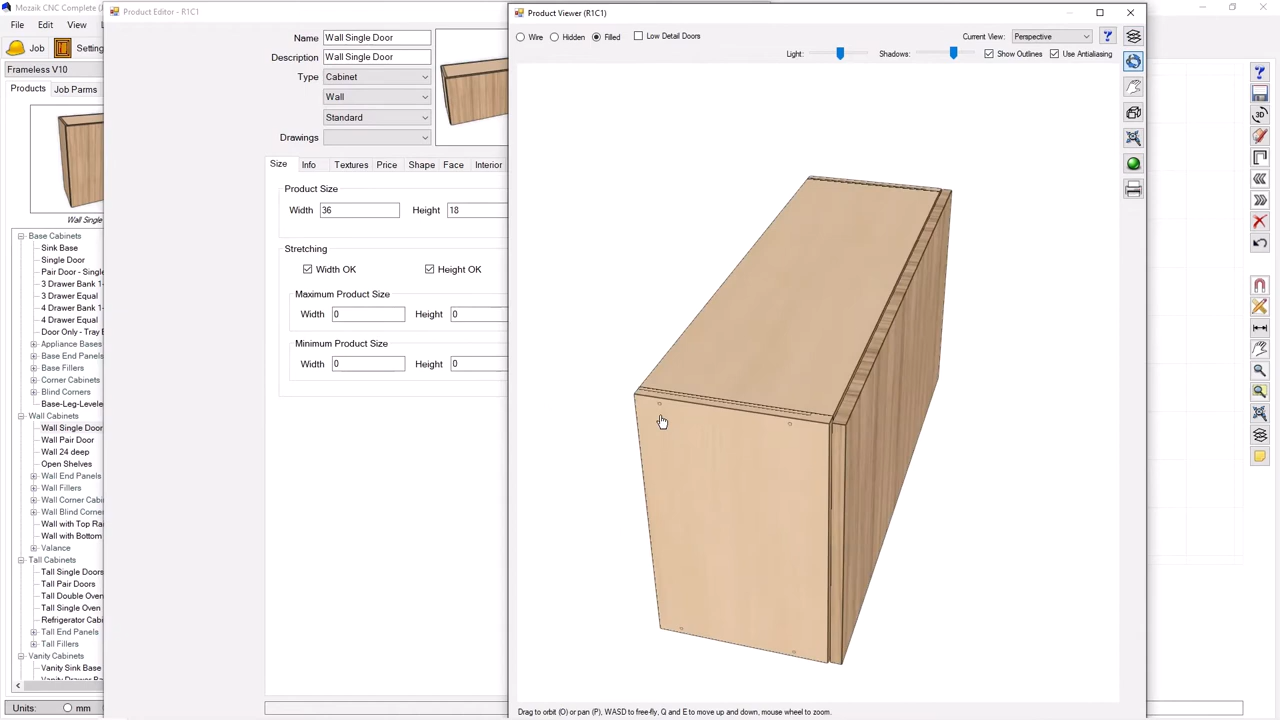 Mozaik CNC Complete (
Product Editor - R1C1
Product Viewer (R1C1)
File Edit View
Job Settin
Frameless V10
Products Job Parms
Wall Single
Base Cabinets
Sink Base
Single Door
Pair Door - Single
3 Drawer Bank 1-
3 Drawer Equal
4 Drawer Bank 1-
4 Drawer Equal
Door Only - Tray B
Appliance Bases
Base End Panels
Base Fillers
Corner Cabinets
Blind Corners
Base-Leg-Levele
Wall Cabinets
Wall Single Door
Wall Pair Door
Wall 24 deep
Open Shelves
Wall End Panels
Wall Fillers
Wall Corner Cabi
Wall Blind Corner
Wall with Top Ra
Wall with Bottom
Valance
Tall Cabinets
Tall Single Doors
Tall Pair Doors
Tall Double Oven
Tall Single Oven
Refrigerator Cabi
Tall End Panels
Tall Fillers
Vanity Cabinets
Vanity Sink Base
Units: mm
Name Wall Single Door
Description Wall Single Door
Type Cabinet
Wall
Standard
Drawings
Size Info Textures Price Shape Face Interior
Product Size
Width 36 Height 18
Stretching
Width OK Height OK
Maximum Product Size
Width 0 Height 0
Minimum Product Size
Width 0 Height 0
Wire Hidden Filled Low Detail Doors Current View: Perspective
Light: Shadows: Show Outlines Use Antialiasing
3D
Drag to orbit (O) or pan (P), WASD to free-fly, Q and E to move up and down, mouse wheel to zoom.